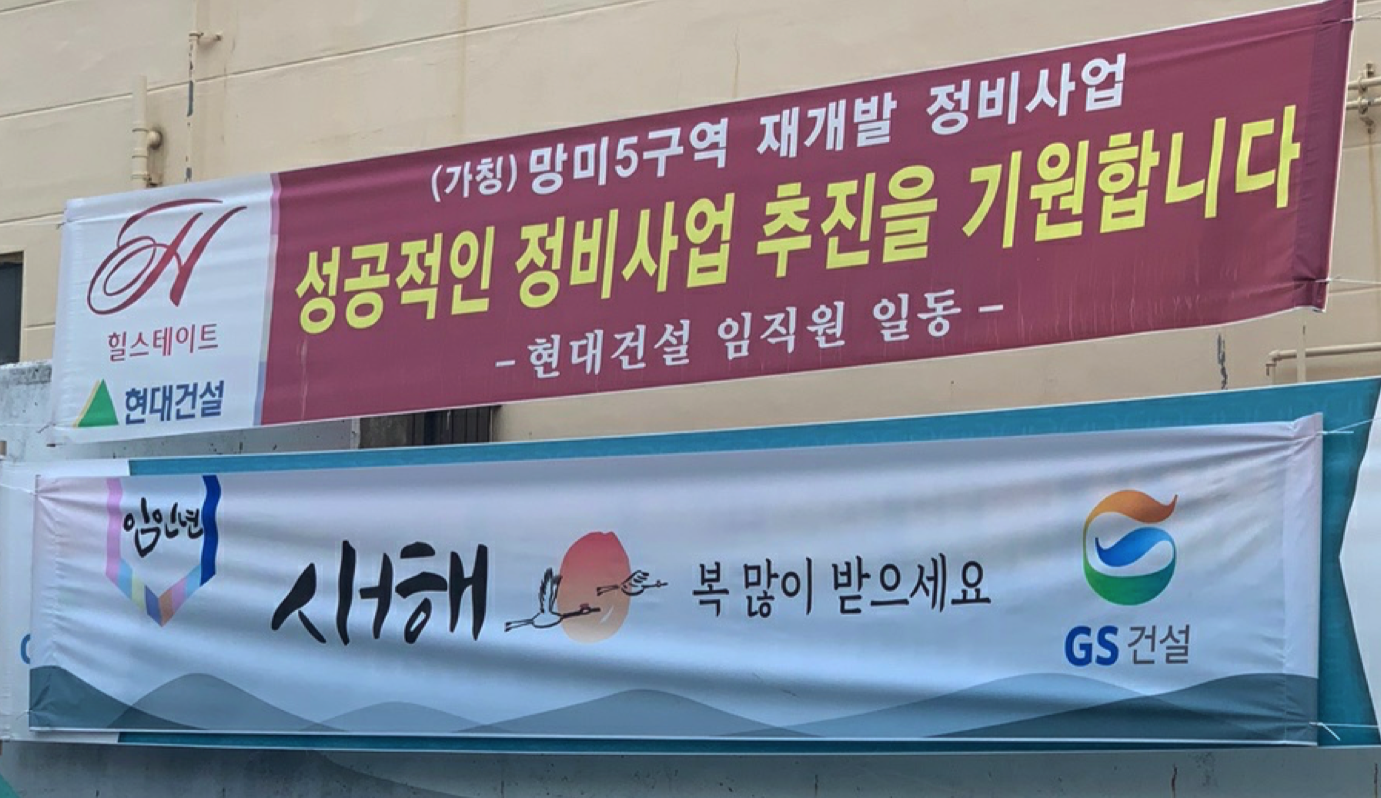 (가칭) 망미5구역 재개발 정비사업
성공적인 정비사업 추진을 기원합니다
- 현대건설 임직원 일동 -
힐스테이트
현대건설
임인년
새해 복 많이 받으세요
GS 건설